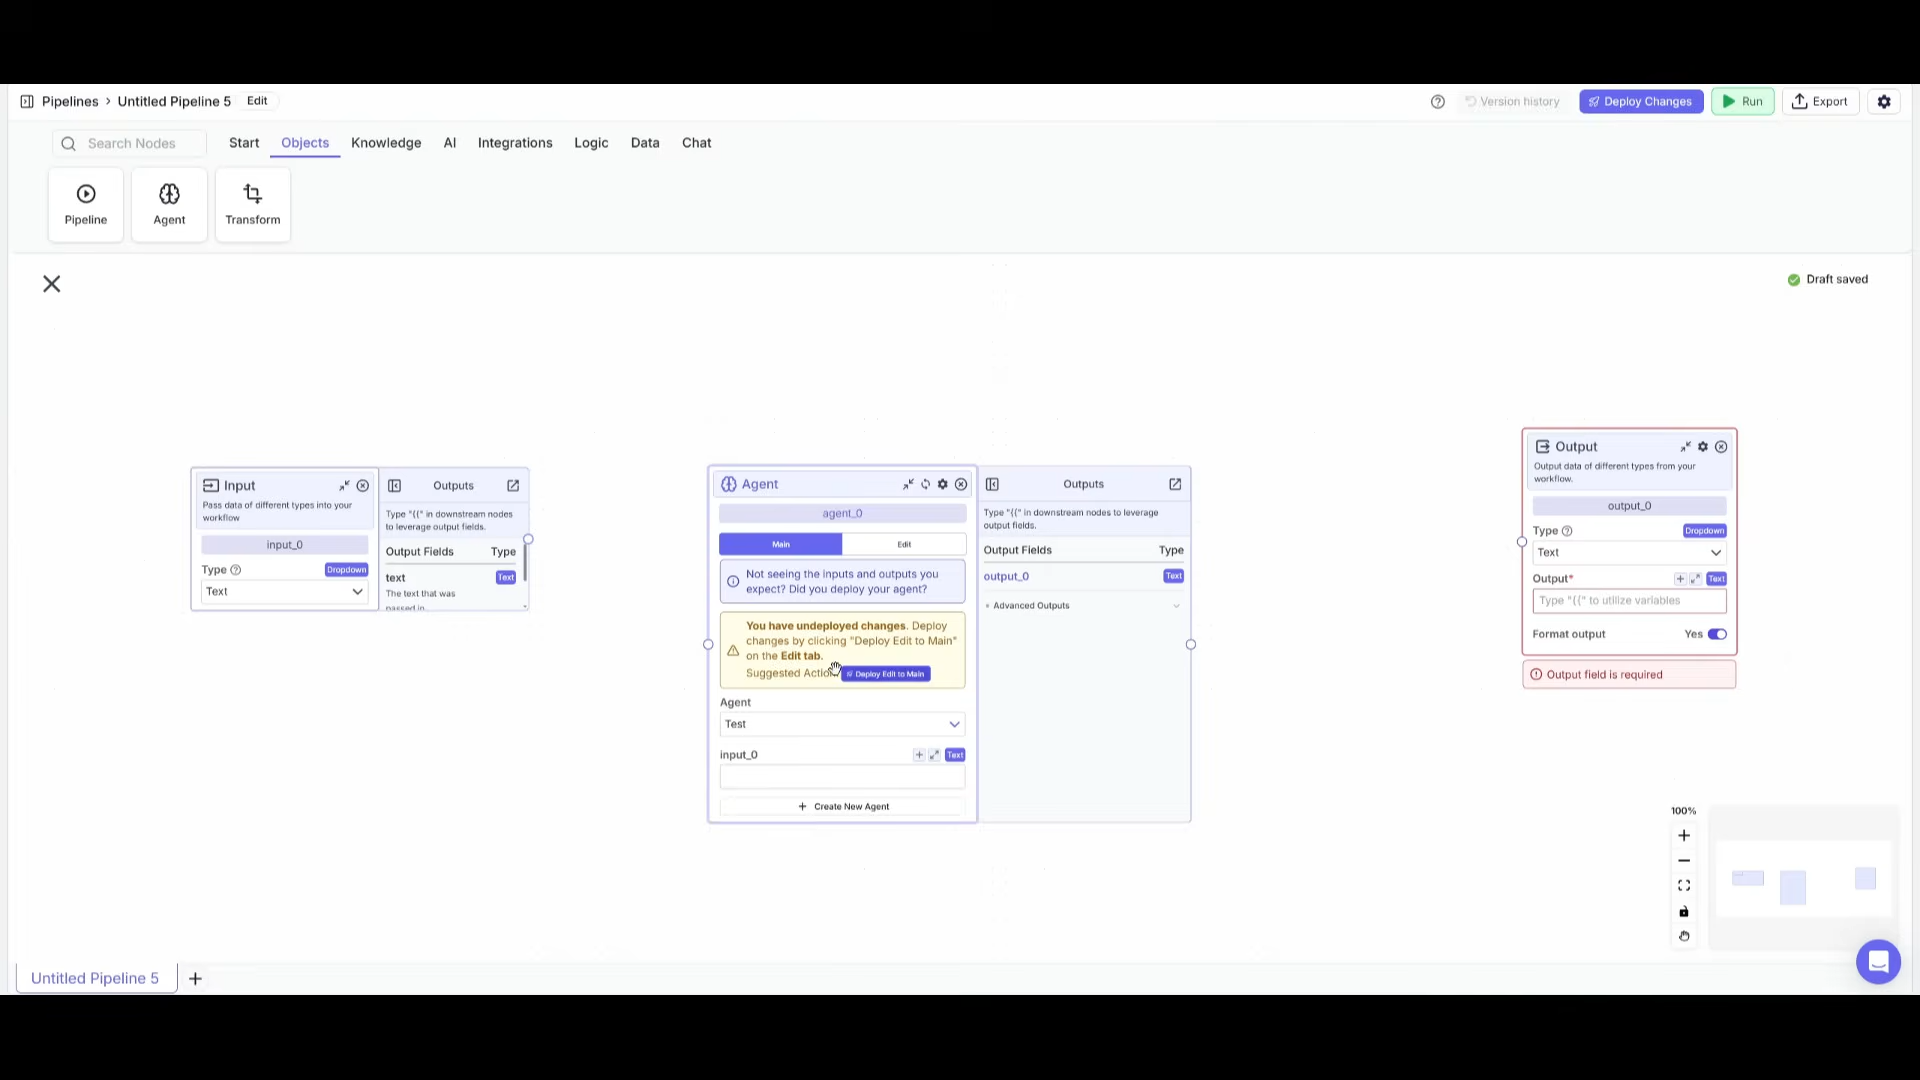 Pipelines > Untitled Pipeline 5 Edit
Version history Deploy Changes Run Export
Search Nodes Start Objects Knowledge AI Integrations Logic Data Chat
Pipeline Agent Transform
Draft saved
Input
Pass data of different types into your
workflow
input_0
Type Dropdown
Text
Outputs
Type "{{" in downstream nodes
to leverage output fields.
Output Fields Type
text Text
The text that was
passed in
Agent
agent_0
Main Edit
Not seeing the inputs and outputs you
expect? Did you deploy your agent?
You have undeployed changes. Deploy
changes by clicking "Deploy Edit to Main"
on the Edit tab.
Suggested Action Deploy Edit to Main
Agent
Test
input_0 Text
+ Create New Agent
Outputs
Type "{{" in downstream nodes to leverage
output fields.
Output Fields Type
output_0 Text
Advanced Outputs
Output
Output data of different types from your
workflow.
output_0
Type Dropdown
Text
Output* Text
Type "{{" to utilize variables
Format output Yes
Output field is required
100%
Untitled Pipeline 5 +